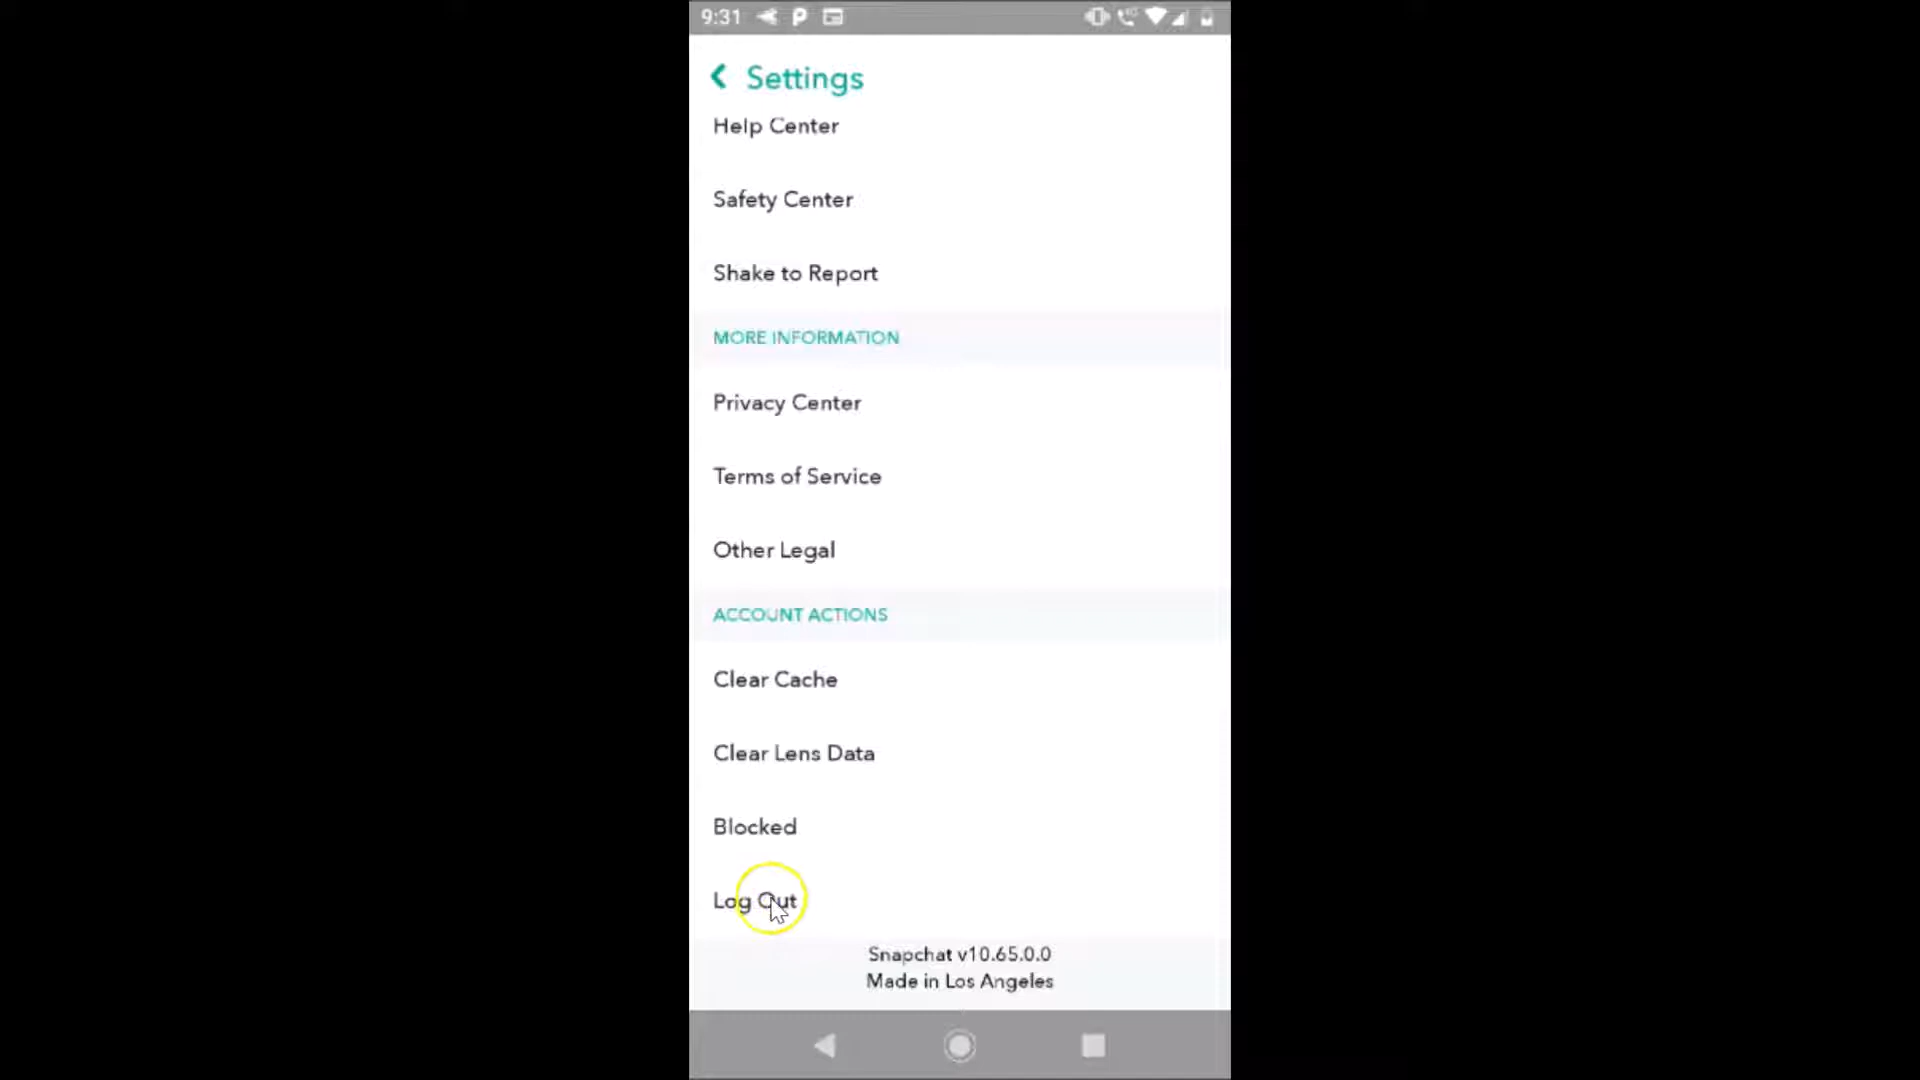 9:31
Settings
Help Center
Safety Center
Shake to Report
MORE INFORMATION
Privacy Center
Terms of Service
Other Legal
ACCOUNT ACTIONS
Clear Cache
Clear Lens Data
Blocked
Log Out
Snapchat v10.65.0.0
Made in Los Angeles